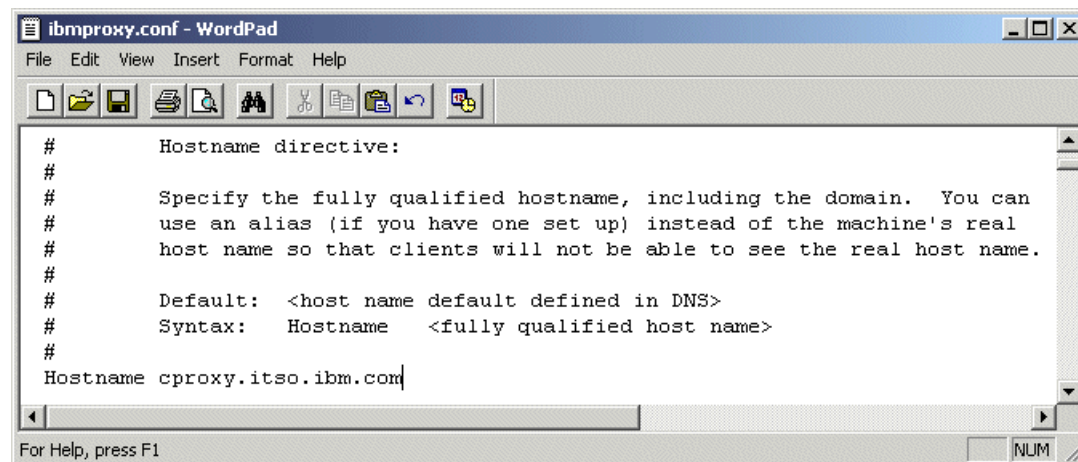 ibmproxy.conf - WordPad
File Edit View Insert Format Help
# Hostname directive:
#
# Specify the fully qualified hostname, including the domain. You can
# use an alias (if you have one set up) instead of the machine's real
# host name so that clients will not be able to see the real host name.
#
# Default: <host name default defined in DNS>
# Syntax: Hostname <fully qualified host name>
#
Hostname cproxy.itso.ibm.com
For Help, press F1
NUM